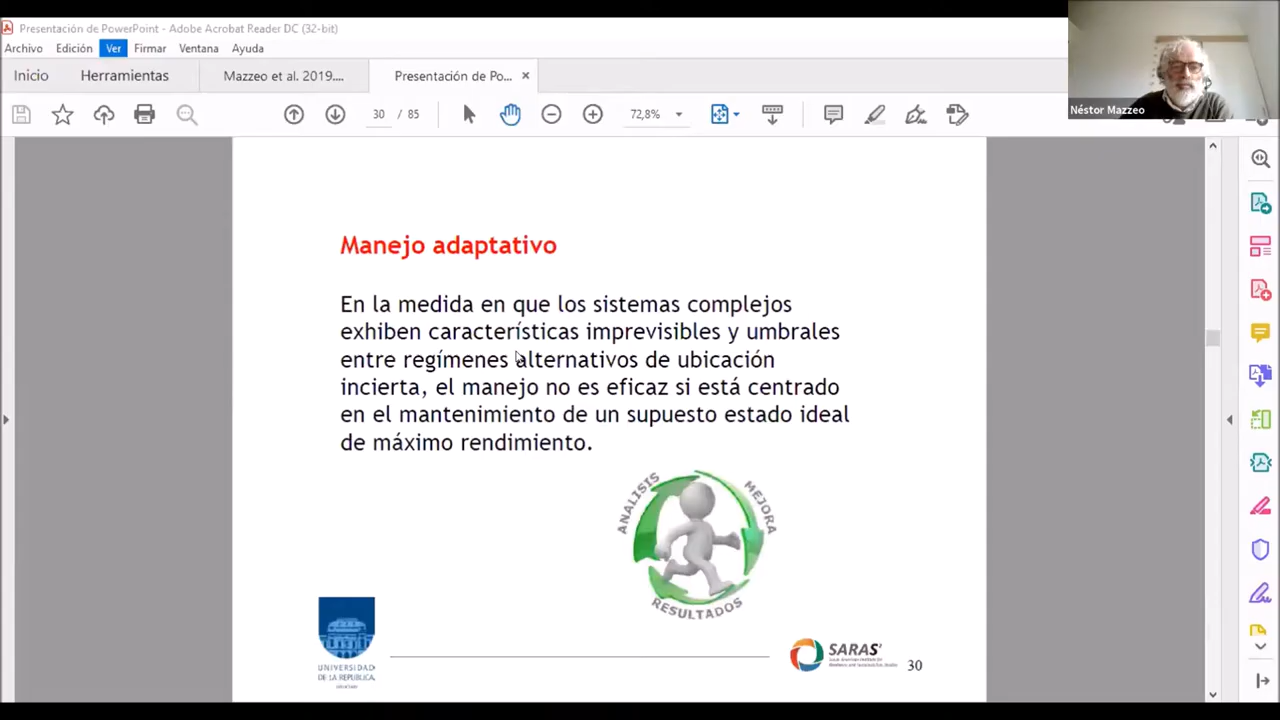 Presentación de PowerPoint - Adobe Acrobat Reader DC (32-bit)
Archivo Edición Ver Firmar Ventana Ayuda
Inicio Herramientas Mazzeo et al. 2019.... Presentación de Po... ×
30 / 85 72,8%
Néstor Mazzeo
Manejo adaptativo
En la medida en que los sistemas complejos
exhiben características imprevisibles y umbrales
entre regímenes alternativos de ubicación
incierta, el manejo no es eficaz si está centrado
en el mantenimiento de un supuesto estado ideal
de máximo rendimiento.
ANALISIS
MEJORA
RESULTADOS
UNIVERSIDAD
DE LA REPÚBLICA
SARAS²
30